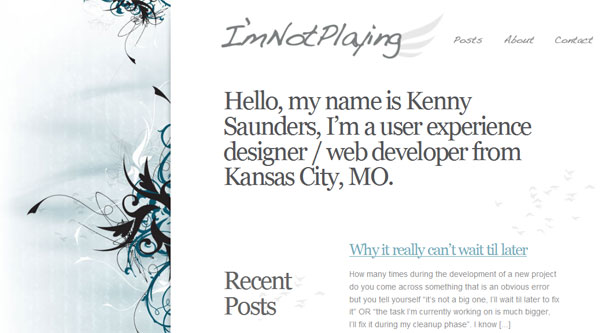 I'mNotPlaying
Posts About Contact
Hello, my name is Kenny
Saunders, I'm a user experience
designer / web developer from
Kansas City, MO.
Recent
Posts
Why it really can't wait til later
How many times during the development of a new project
do you come across something that is an obvious error
but you tell yourself "it's not a big one, I'll wait til later to fix
it" OR "the task I'm currently working on is much bigger,
I'll fix it during my cleanup phase". I know [...]